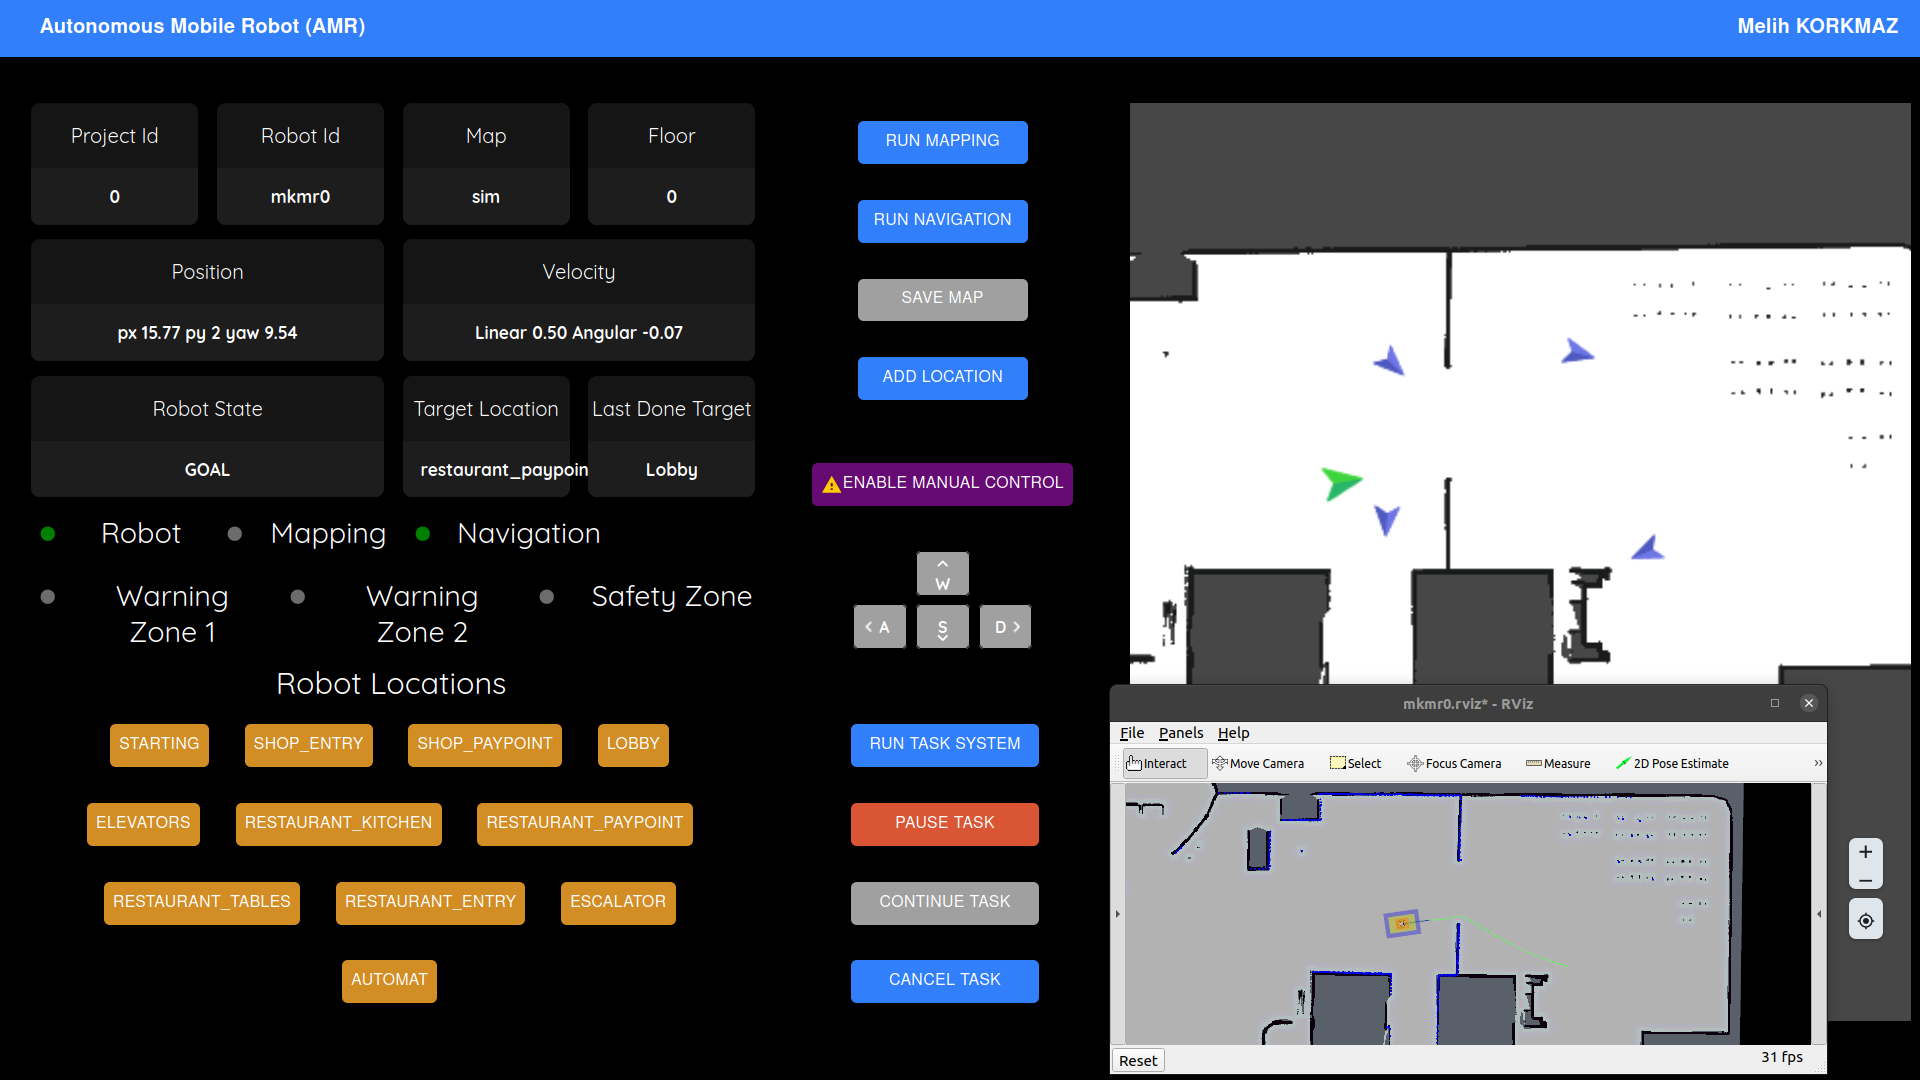 Autonomous Mobile Robot (AMR)
Melih KORKMAZ
Project Id
0
Robot Id
mkmr0
Map
sim
Floor
0
Position
px 15.77 py 2 yaw 9.54
Velocity
Linear 0.50 Angular -0.07
Robot State
GOAL
Target Location
restaurant_paypoin
Last Done Target
Lobby
Robot
Mapping
Navigation
Warning
Zone 1
Warning
Zone 2
Safety Zone
Robot Locations
STARTING
SHOP_ENTRY
SHOP_PAYPOINT
LOBBY
ELEVATORS
RESTAURANT_KITCHEN
RESTAURANT_PAYPOINT
RESTAURANT_TABLES
RESTAURANT_ENTRY
ESCALATOR
AUTOMAT
RUN MAPPING
RUN NAVIGATION
SAVE MAP
ADD LOCATION
ENABLE MANUAL CONTROL
W
A
S
D
RUN TASK SYSTEM
PAUSE TASK
CONTINUE TASK
CANCEL TASK
mkmr0.rviz* - RViz
File Panels Help
Interact Move Camera Select Focus Camera Measure 2D Pose Estimate »
Reset
31 fps
+
−